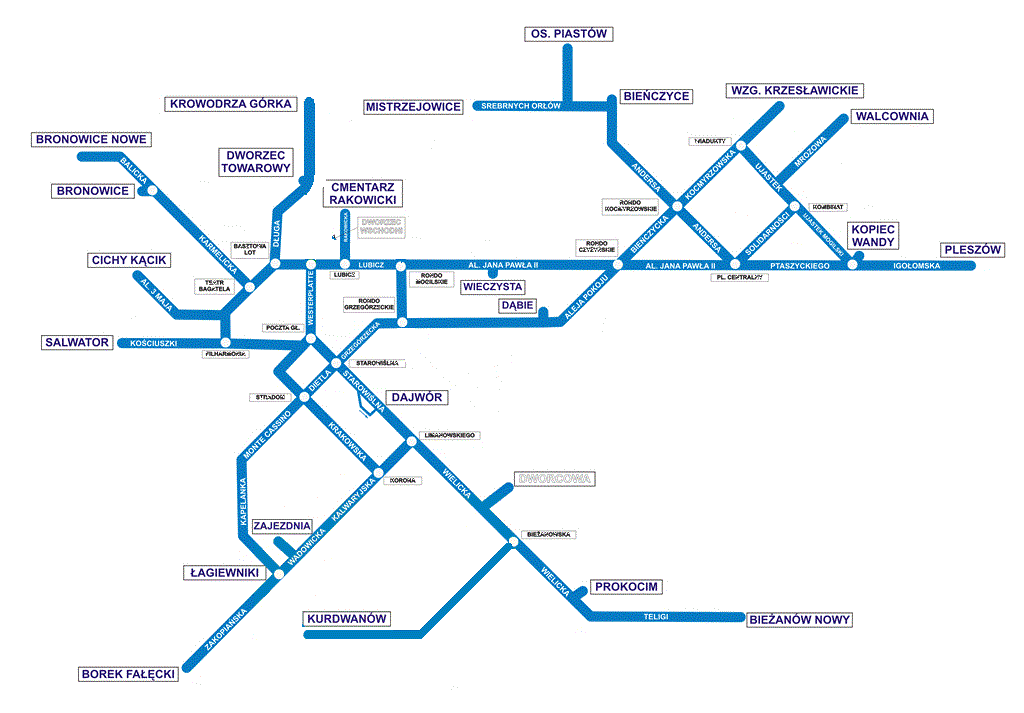 OS. PIASTÓW
WZG. KRZESŁAWICKIE
BIEŃCZYCE
KROWODRZA GÓRKA
MISTRZEJOWICE
SREBRNYCH ORŁÓW
WALCOWNIA
BRONOWICE NOWE
WIADUKTY
MROZOWA
DWORZEC
TOWAROWY
BALICKA
ANDERSA
KOCMYRZOWSKA
UJASTEK
BRONOWICE
CMENTARZ
RAKOWICKI
RONDO
KOCMYRZOWSKIE
KOMBINAT
RAKOWICKA
DWORZEC
WSCHODNI
DŁUGA
KARMELICKA
BASZTOWA
LOT
RONDO
CZYŻYŃSKIE
BIEŃCZYCKA
ANDERSA
SOLIDARNOŚCI
UJASTEK MOGILSKI
KOPIEC
WANDY
PLESZÓW
CICHY KĄCIK
LUBICZ
LUBICZ
AL. JANA PAWŁA II
AL. JANA PAWŁA II
PTASZYCKIEGO
IGOŁOMSKA
RONDO
MOGILSKIE
PL. CENTRALNY
TEATR
BAGATELA
WIECZYSTA
AL. 3 MAJA
WESTERPLATTE
RONDO
GRZEGÓRZECKIE
DĄBIE
ALEJA POKOJU
POCZTA GŁ.
SALWATOR
KOŚCIUSZKI
FILHARMONIA
GRZEGÓRZECKA
STAROWIŚLNA
DIETLA
STAROWIŚLNA
STRADOM
DAJWÓR
MONTE CASSINO
KRAKOWSKA
LIMANOWSKIEGO
KORONA
WIELICKA
DWORCOWA
KAPELANKA
KALWARYJSKA
ZAJEZDNIA
WADOWICKA
BIEŻANOWSKA
ŁAGIEWNIKI
WIELICKA
PROKOCIM
ZAKOPIAŃSKA
KURDWANÓW
TELIGI
BIEŻANÓW NOWY
BOREK FAŁĘCKI